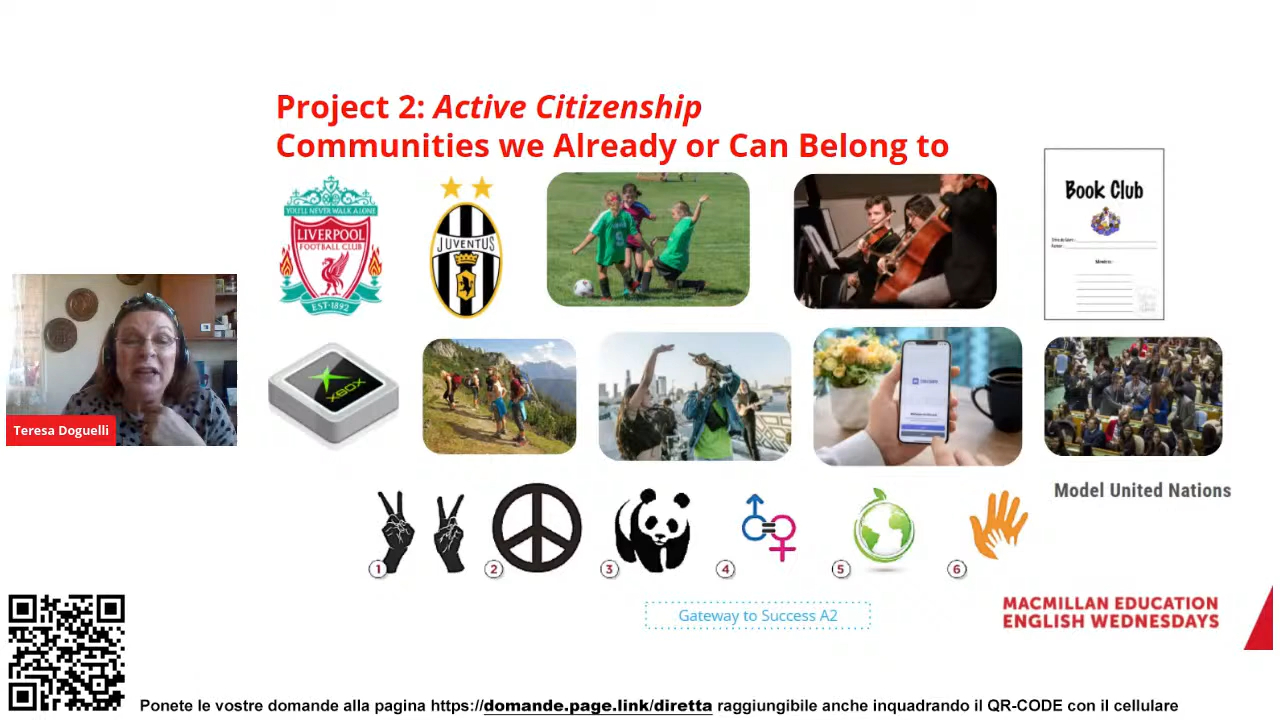 Project 2: Active Citizenship
Communities we Already or Can Belong to
YOU'LL NEVER WALK ALONE
LIVERPOOL
FOOTBALL CLUB
EST·1892
JUVENTUS
Book Club
XBOX
Teresa Doguelli
Model United Nations
1
2
3
4
5
6
Gateway to Success A2
MACMILLAN EDUCATION
ENGLISH WEDNESDAYS
Ponete le vostre domande alla pagina https://domande.page.link/diretta raggiungibile anche inquadrando il QR-CODE con il cellulare